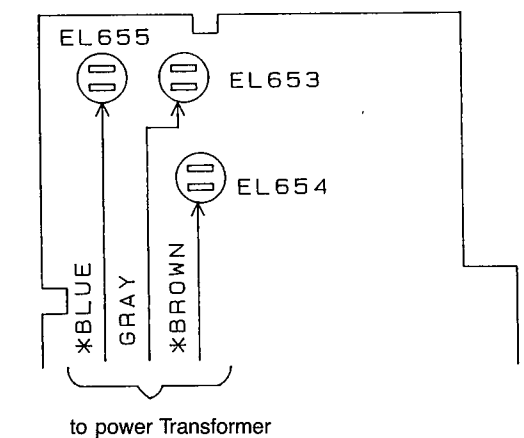 EL655
EL653
EL654
*BLUE
GRAY
*BROWN
to power Transformer